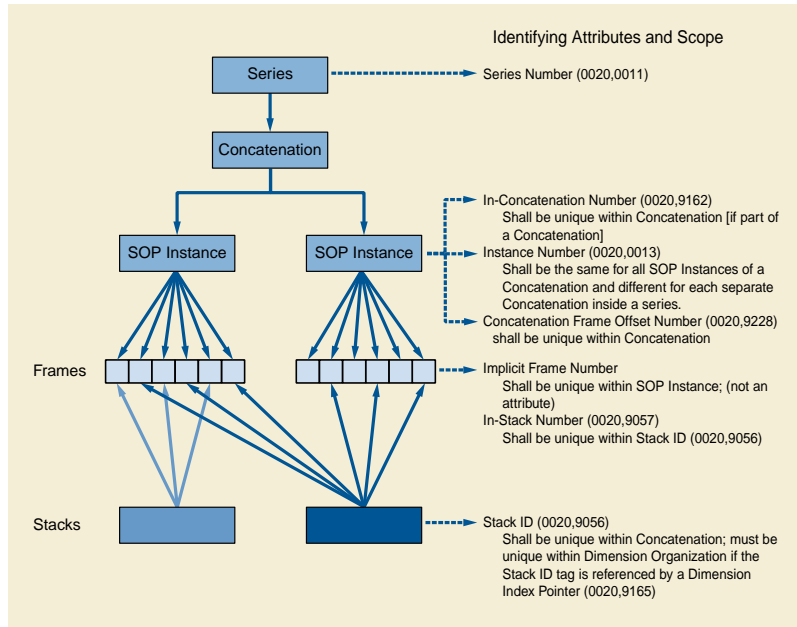 Identifying Attributes and Scope
Series
Series Number (0020,0011)
Concatenation
In-Concatenation Number (0020,9162)
Shall be unique within Concatenation [if part of
a Concatenation]
SOP Instance
SOP Instance
Instance Number (0020,0013)
Shall be the same for all SOP Instances of a
Concatenation and different for each separate
Concatenation inside a series.
Concatenation Frame Offset Number (0020,9228)
shall be unique within Concatenation
Frames
Implicit Frame Number
Shall be unique within SOP Instance; (not an
attribute)
In-Stack Number (0020,9057)
Shall be unique within Stack ID (0020,9056)
Stacks
Stack ID (0020,9056)
Shall be unique within Concatenation; must be
unique within Dimension Organization if the
Stack ID tag is referenced by a Dimension
Index Pointer (0020,9165)